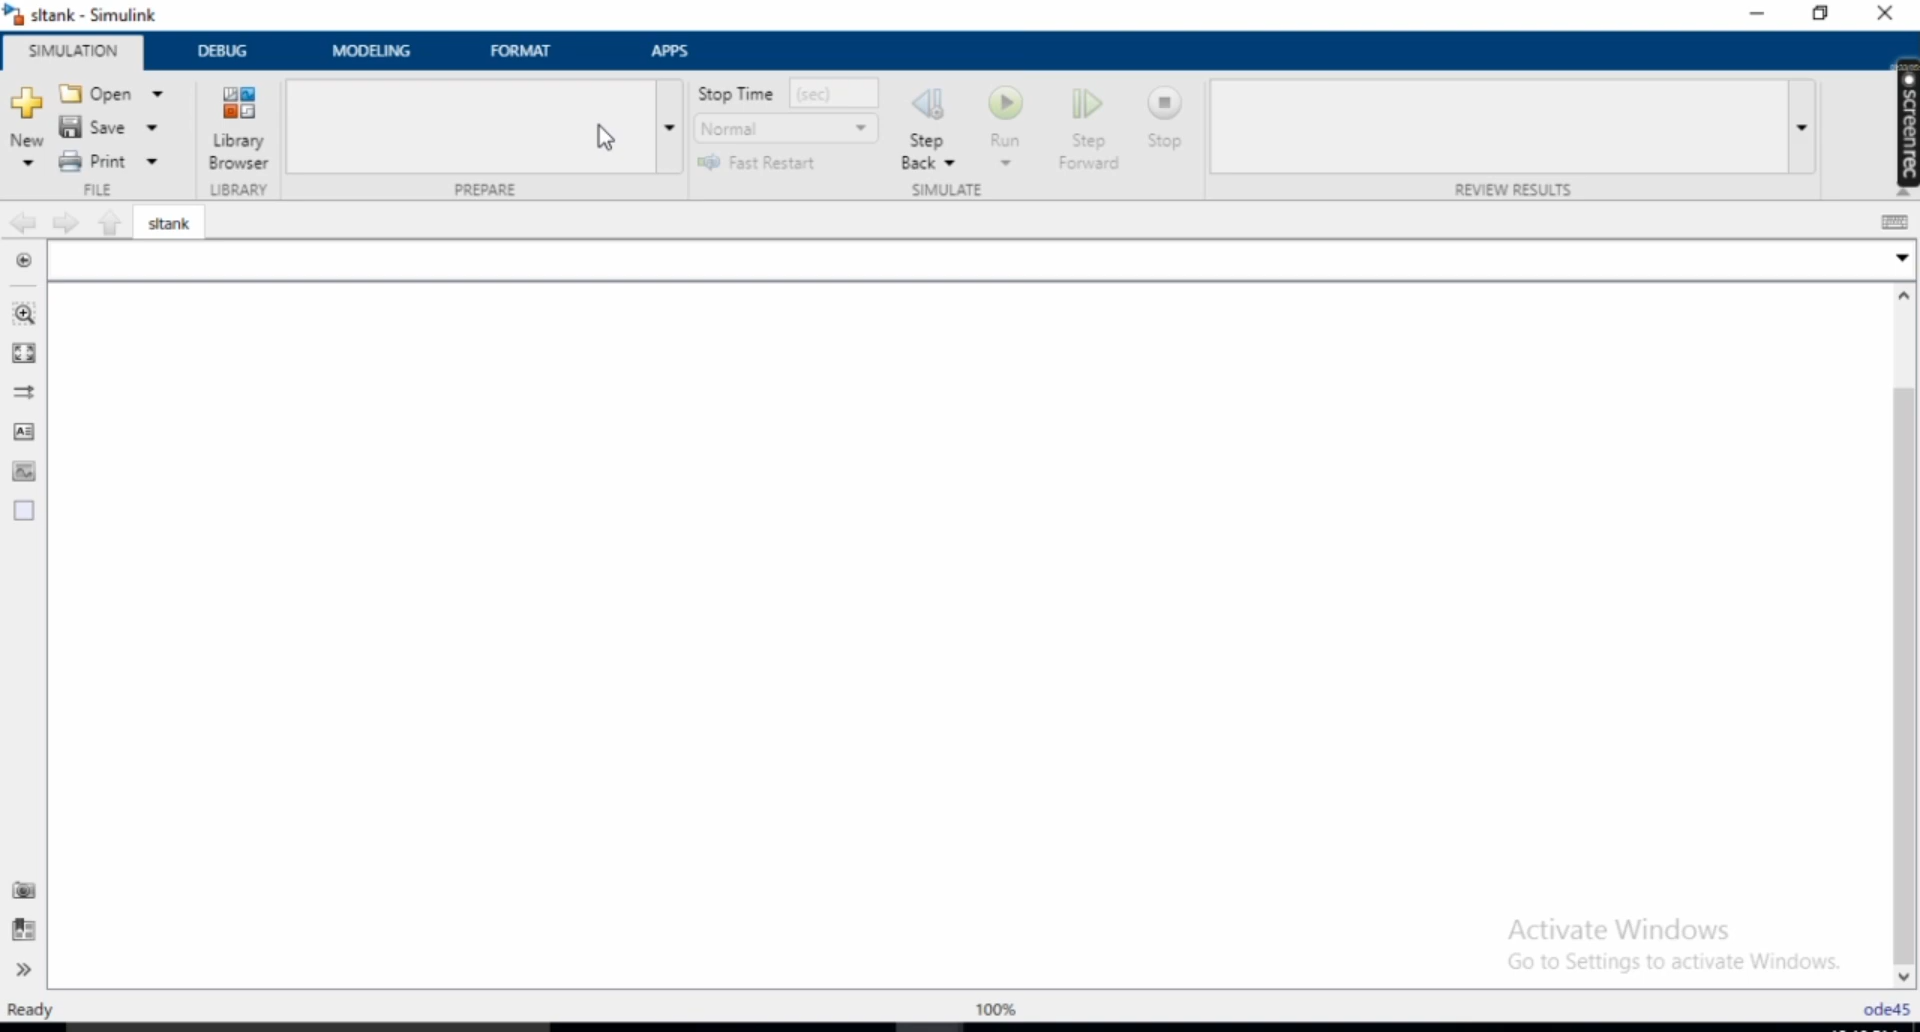 sltank - Simulink
SIMULATION DEBUG MODELING FORMAT APPS
New
Open
Save
Print
FILE
Library
Browser
LIBRARY
PREPARE
Stop Time (sec)
Normal
Fast Restart
Step
Back
Run
Step
Forward
Stop
SIMULATE
REVIEW RESULTS
screenrec
sltank
Activate Windows
Go to Settings to activate Windows.
Ready 100% ode45